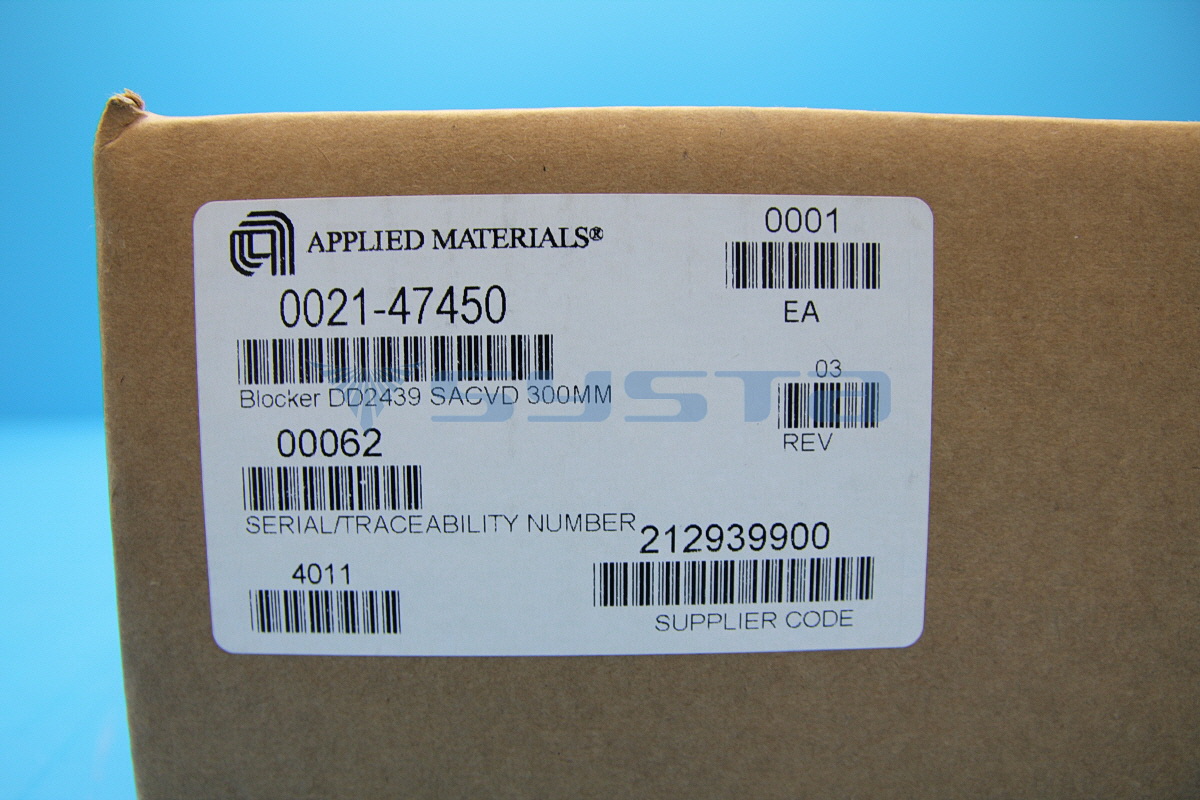 APPLIED MATERIALS®
0001
EA
0021-47450
Blocker DD2439 SACVD 300MM
03
REV
SYSTA
00062
SERIAL/TRACEABILITY NUMBER
212939900
SUPPLIER CODE
4011